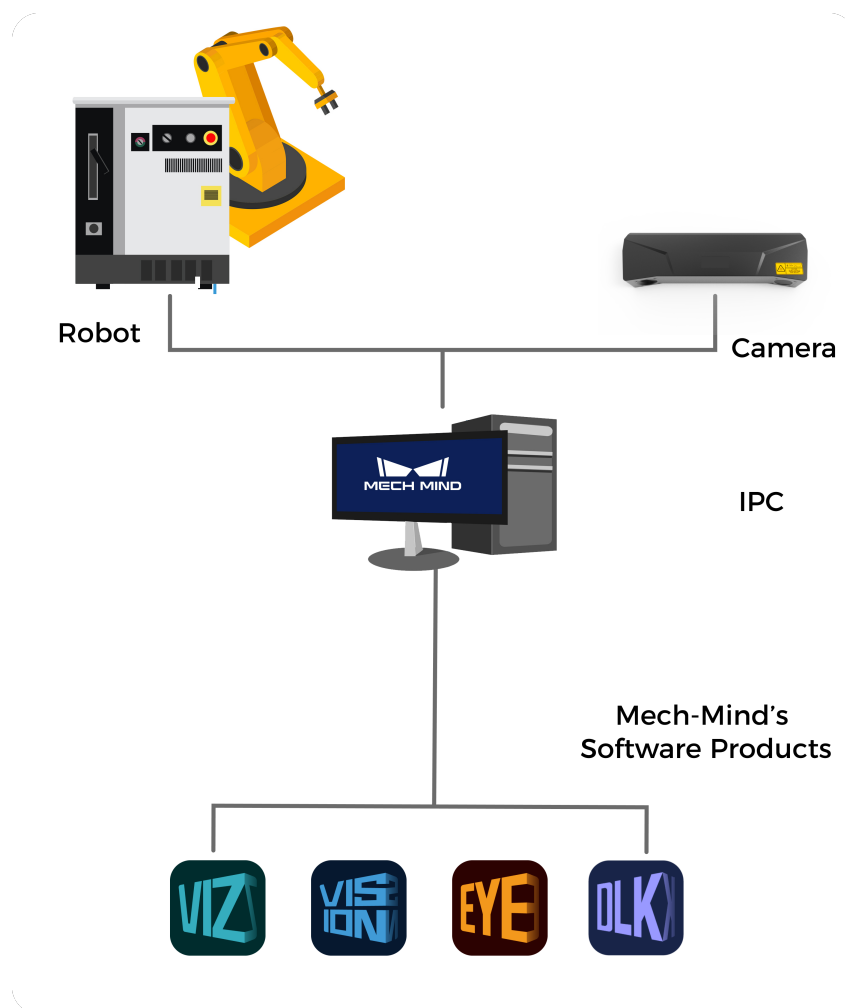 Robot
Camera
MECH MIND
IPC
Mech-Mind’s
Software Products
VIZ
VIS
ION
EYE
DLK